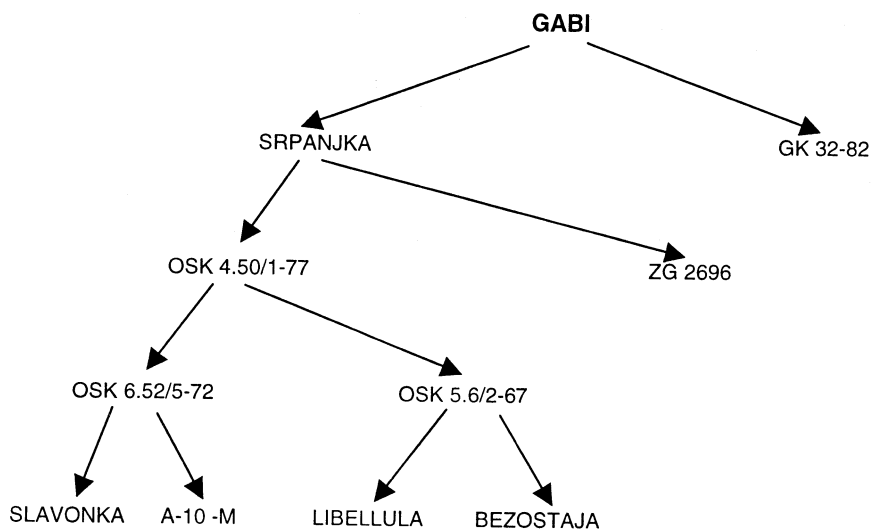 GABI
SRPANJKA
GK 32-82
OSK 4.50/1-77
ZG 2696
OSK 6.52/5-72
OSK 5.6/2-67
SLAVONKA
A-10 -M
LIBELLULA
BEZOSTAJA